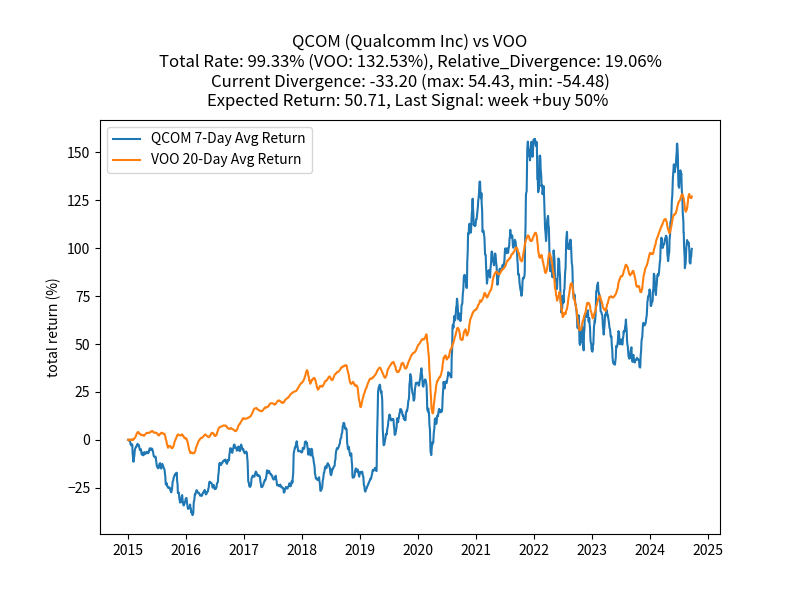 QCOM (Qualcomm Inc) vs VOO
Total Rate: 99.33% (VOO: 132.53%), Relative_Divergence: 19.06%
Current Divergence: -33.20 (max: 54.43, min: -54.48)
Expected Return: 50.71, Last Signal: week +buy 50%
QCOM 7-Day Avg Return
VOO 20-Day Avg Return
total return (%)
150
125
100
75
50
25
0
−25
2015 2016 2017 2018 2019 2020 2021 2022 2023 2024 2025